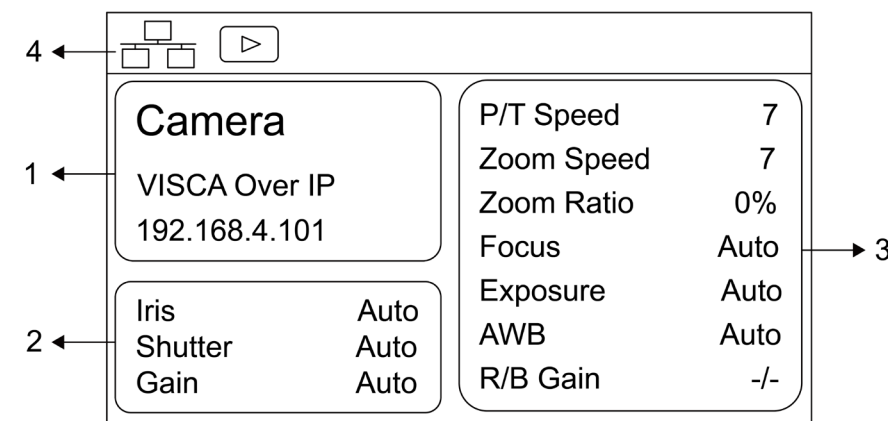 4
1
Camera
VISCA Over IP
192.168.4.101
2
Iris Auto
Shutter Auto
Gain Auto
P/T Speed 7
Zoom Speed 7
Zoom Ratio 0%
Focus Auto
Exposure Auto
AWB Auto
R/B Gain -/-
3